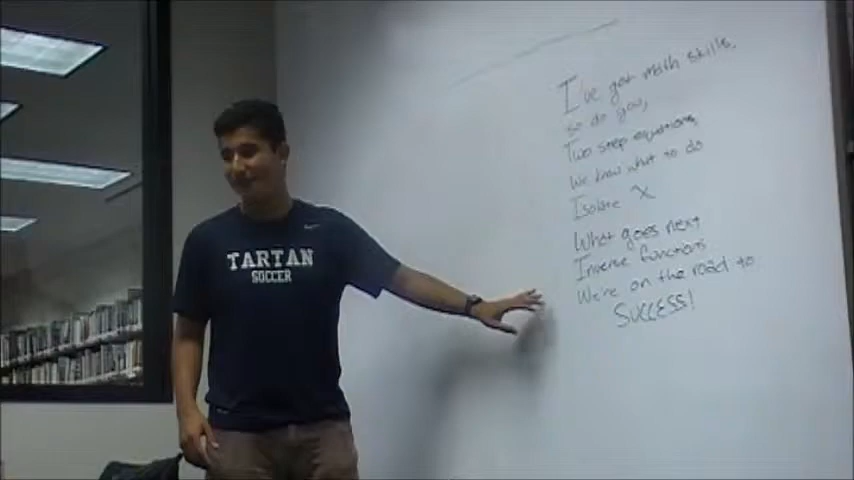 TARTAN
SOCCER
I've got math skills,
so do you,
Two step equations,
We know what to do
Isolate X
What goes next
Inverse functions
We're on the road to
SUCCESS!